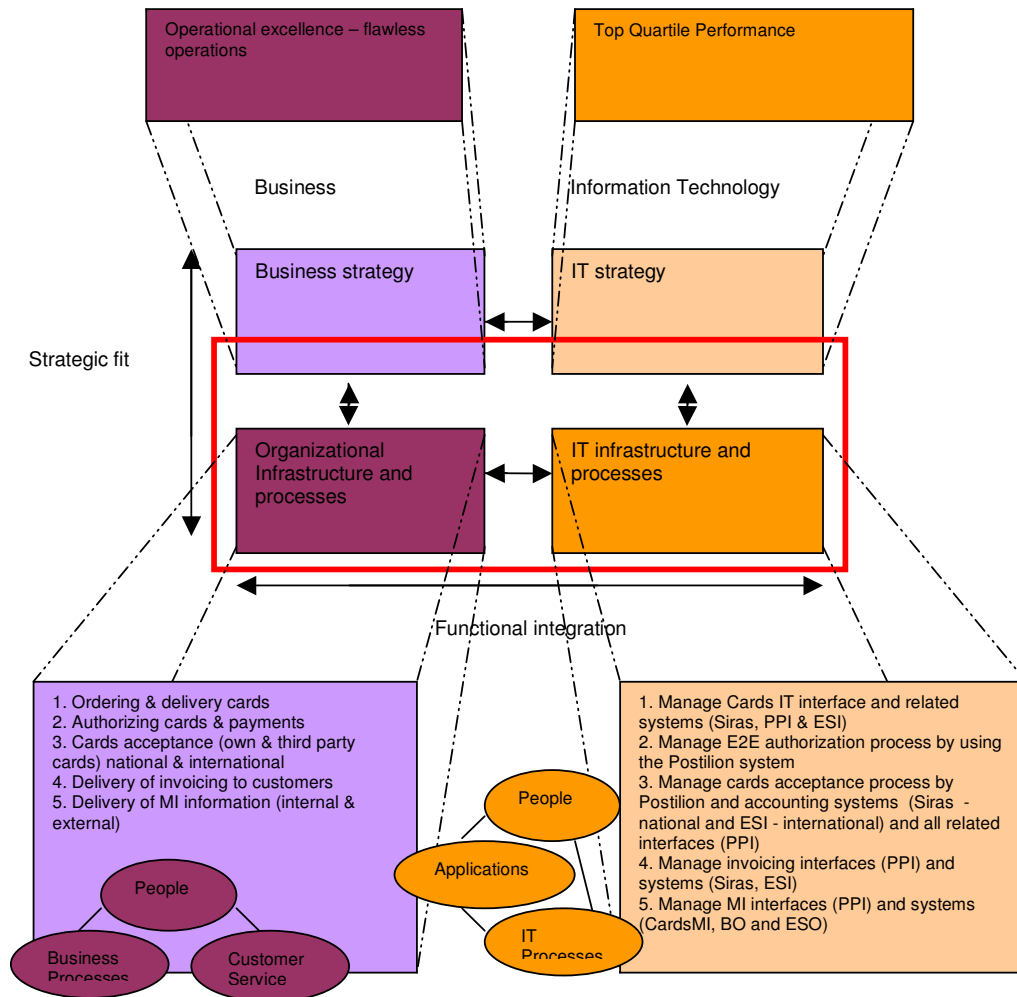 Operational excellence – flawless
operations
Top Quartile Performance
Business
Information Technology
Business strategy
IT strategy
Strategic fit
Organizational
Infrastructure and
processes
IT infrastructure and
processes
Functional integration
1. Ordering & delivery cards
2. Authorizing cards & payments
3. Cards acceptance (own & third party
cards) national & international
4. Delivery of invoicing to customers
5. Delivery of MI information (internal &
external)
People
Business
Processes
Customer
Service
People
Applications
IT
Processes
1. Manage Cards IT interface and related
systems (Siras, PPI & ESI)
2. Manage E2E authorization process by using
the Postilion system
3. Manage cards acceptance process by
Postilion and accounting systems (Siras -
national and ESI - international) and all related
interfaces (PPI)
4. Manage invoicing interfaces (PPI) and
systems (Siras, ESI)
5. Manage MI interfaces (PPI) and systems
(CardsMI, BO and ESO)